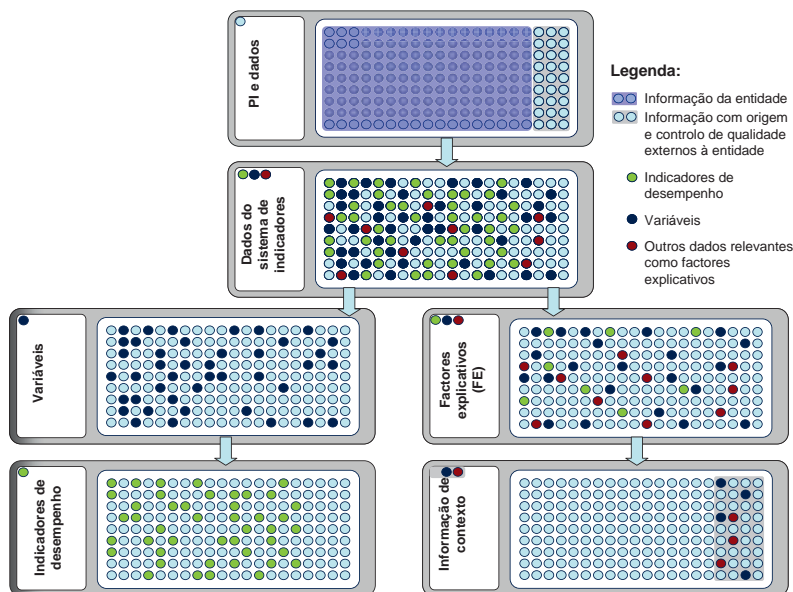 PI e dados
Legenda:
Informação da entidade
Informação com origem
e controlo de qualidade
externos à entidade
Indicadores de
desempenho
Variáveis
Outros dados relevantes
como factores
explicativos
Dados do
sistema de
indicadores
Variáveis
Factores
explicativos
(FE)
Indicadores de
desempenho
Informação de
contexto